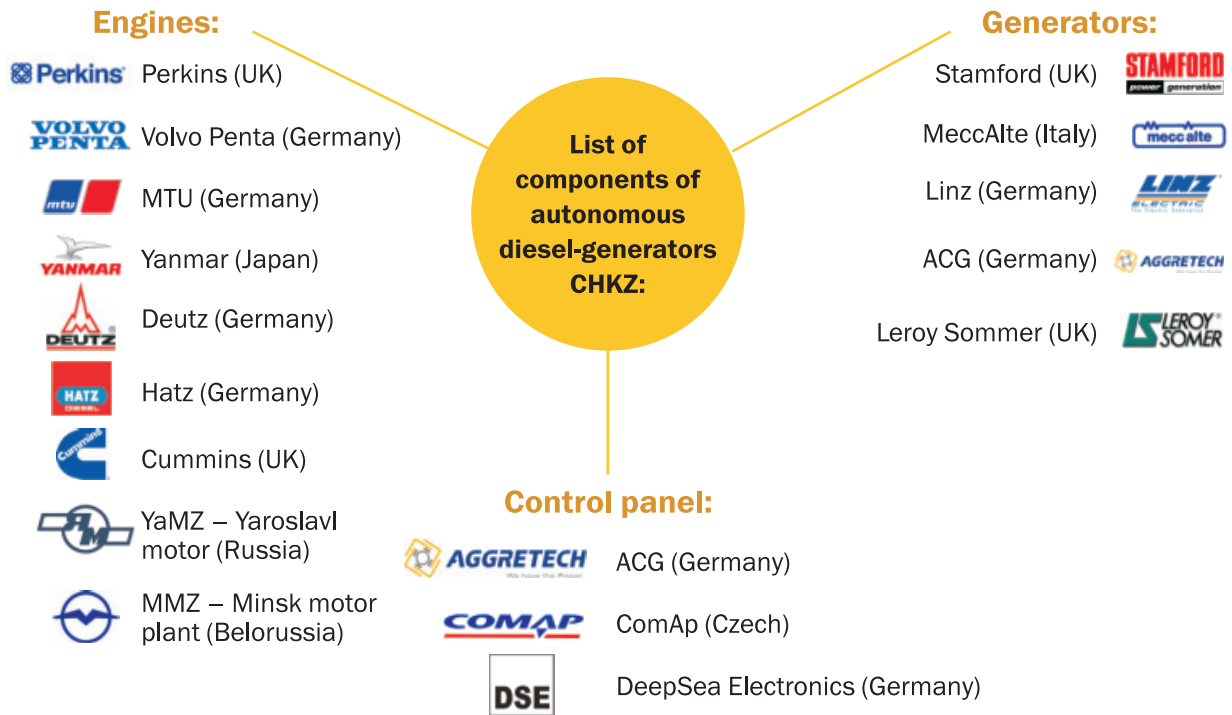 Engines:
Perkins
Perkins (UK)
VOLVO
PENTA
Volvo Penta (Germany)
mtu
MTU (Germany)
YANMAR
Yanmar (Japan)
DEUTZ
Deutz (Germany)
HATZ
DIESEL
Hatz (Germany)
Cummins
Cummins (UK)
YaMZ – Yaroslavl
motor (Russia)
MMZ – Minsk motor
plant (Belorussia)
List of
components of
autonomous
diesel-generators
CHKZ:
Generators:
Stamford (UK)
STAMFORD
power generation
MeccAlte (Italy)
mecc alte
Linz (Germany)
LINZ
ELECTRIC
ACG (Germany)
AGGRETECH
Leroy Sommer (UK)
LEROY
SOMER
Control panel:
AGGRETECH
We have the Power
ACG (Germany)
COMAP
ComAp (Czech)
DSE
DeepSea Electronics (Germany)